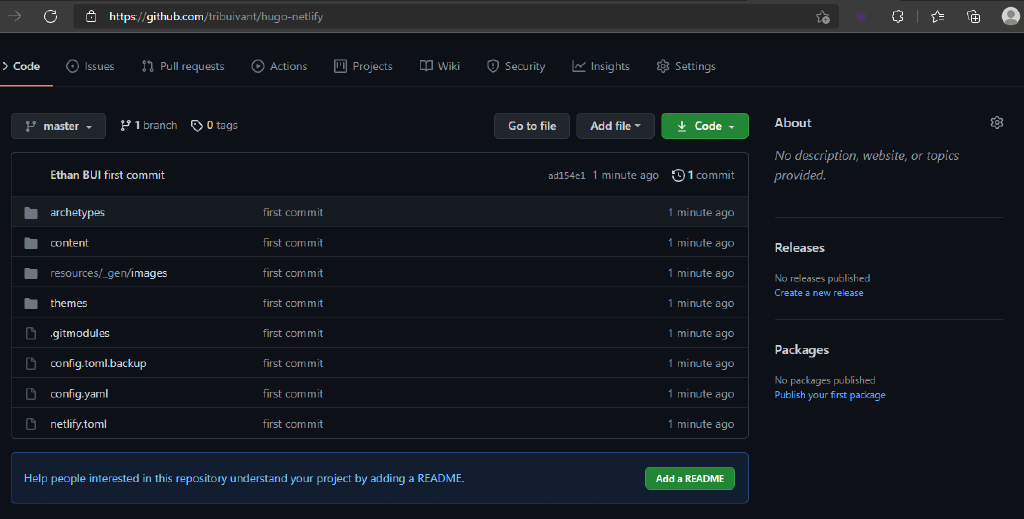 https://github.com/tribuivant/hugo-netlify
Code Issues Pull requests Actions Projects Wiki Security Insights Settings
master 1 branch 0 tags Go to file Add file Code
Ethan BUI first commit ad154e1 1 minute ago 1 commit
archetypes first commit 1 minute ago
content first commit 1 minute ago
resources/_gen/images first commit 1 minute ago
themes first commit 1 minute ago
.gitmodules first commit 1 minute ago
config.toml.backup first commit 1 minute ago
config.yaml first commit 1 minute ago
netlify.toml first commit 1 minute ago
Help people interested in this repository understand your project by adding a README. Add a README
About
No description, website, or topics
provided.
Releases
No releases published
Create a new release
Packages
No packages published
Publish your first package